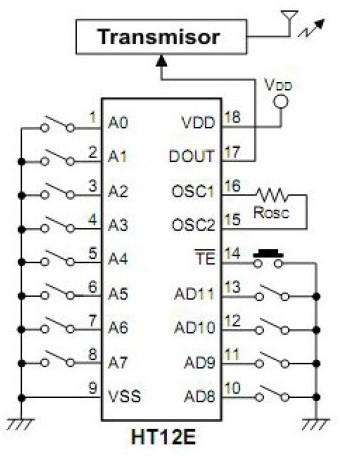 Transmisor
VDD
1 A0 VDD 18
2 A1 DOUT 17
3 A2 OSC1 16
ROSC
4 A3 OSC2 15
5 A4 TE 14
6 A5 AD11 13
7 A6 AD10 12
8 A7 AD9 11
9 VSS AD8 10
HT12E